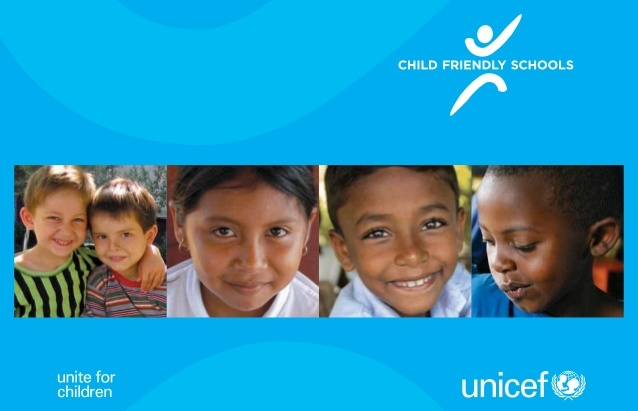 CHILD FRIENDLY SCHOOLS
unite for
children
unicef